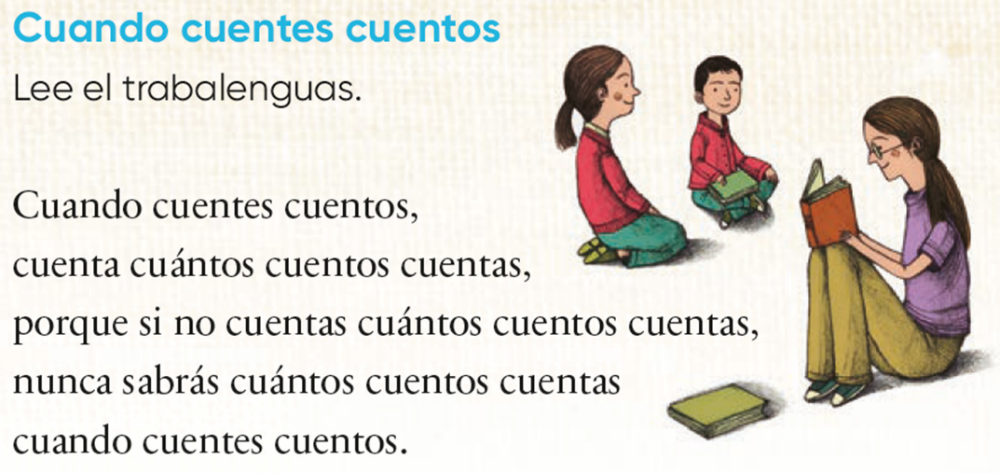 Cuando cuentes cuentos
Lee el trabalenguas.
Cuando cuentes cuentos,
cuenta cuántos cuentos cuentas,
porque si no cuentas cuántos cuentos cuentas,
nunca sabrás cuántos cuentos cuentas
cuando cuentes cuentos.